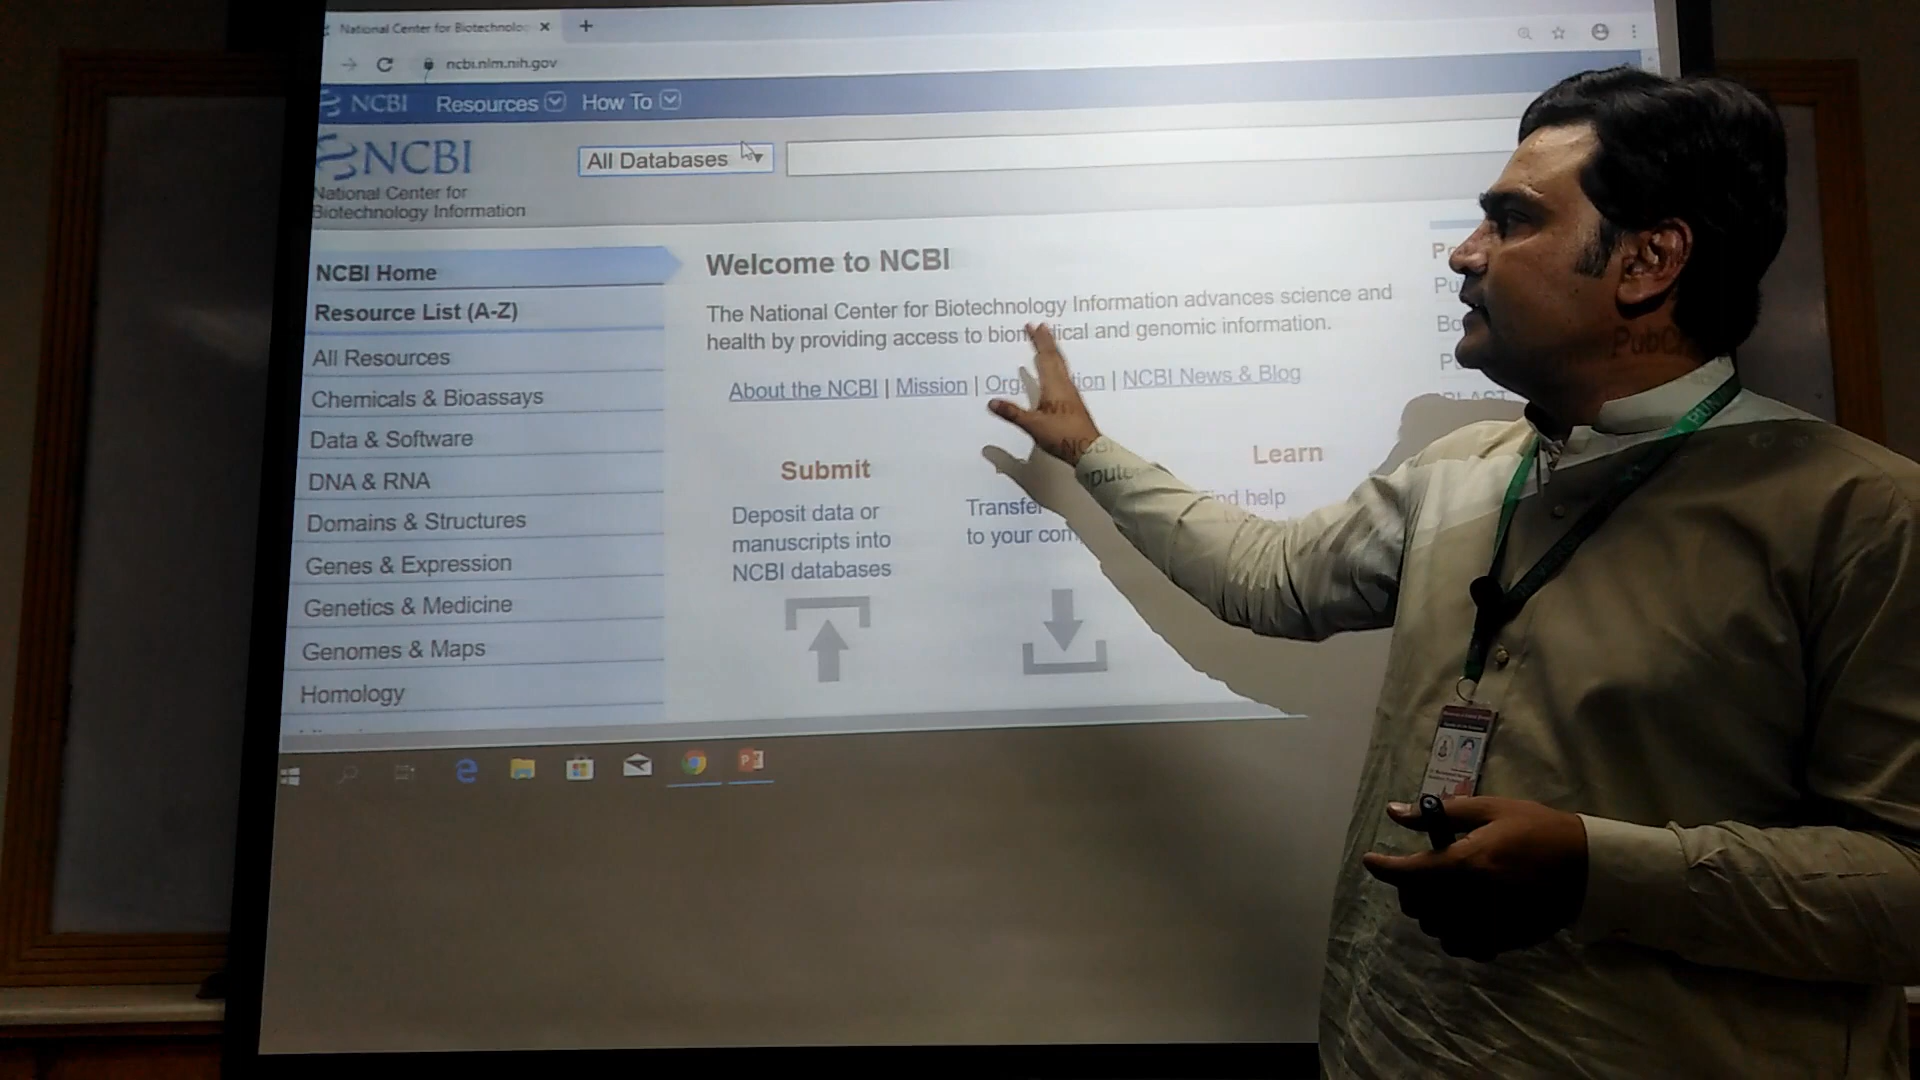 National Center for Biotechnolo
ncbi.nlm.nih.gov
NCBI Resources How To
NCBI
National Center for
Biotechnology Information
All Databases
NCBI Home
Resource List (A-Z)
All Resources
Chemicals & Bioassays
Data & Software
DNA & RNA
Domains & Structures
Genes & Expression
Genetics & Medicine
Genomes & Maps
Homology
Welcome to NCBI
The National Center for Biotechnology Information advances science and
health by providing access to biomedical and genomic information.
About the NCBI | Mission | Organization | NCBI News & Blog
Submit
Deposit data or
manuscripts into
NCBI databases
Transfer
to your com
Learn
Find help